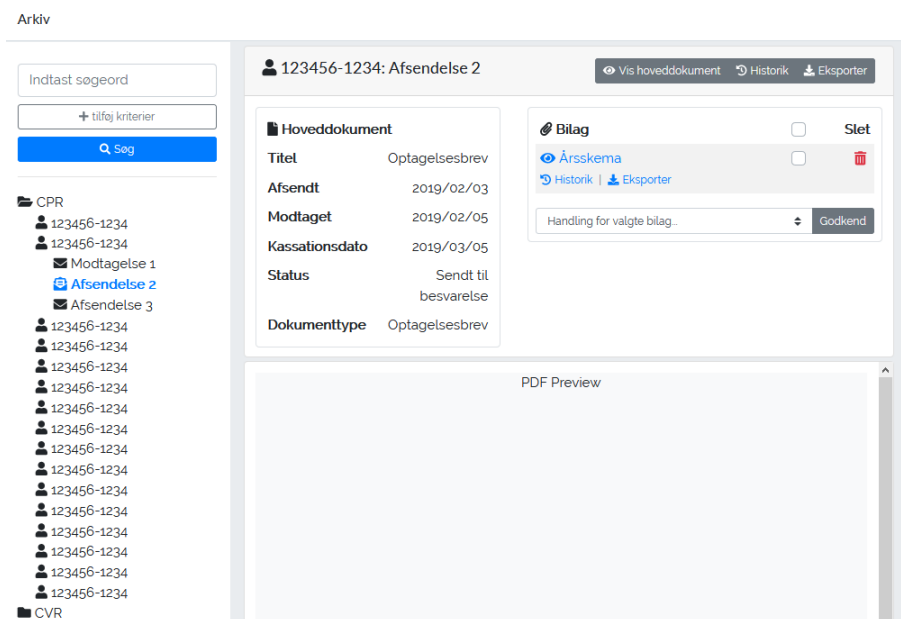 Arkiv
Indtast søgeord
+ tilføj kriterier
Søg
CPR
123456-1234
123456-1234
Modtagelse 1
Afsendelse 2
Afsendelse 3
123456-1234
123456-1234
123456-1234
123456-1234
123456-1234
123456-1234
123456-1234
123456-1234
123456-1234
123456-1234
123456-1234
123456-1234
123456-1234
123456-1234
CVR
123456-1234: Afsendelse 2
Vis hoveddokument Historik Eksporter
Hoveddokument
Titel Optagelsesbrev
Afsendt 2019/02/03
Modtaget 2019/02/05
Kassationsdato 2019/03/05
Status Sendt til
besvarelse
Dokumenttype Optagelsesbrev
Bilag Slet
Årsskema
Historik | Eksporter
Handling for valgte bilag... Godkend
PDF Preview